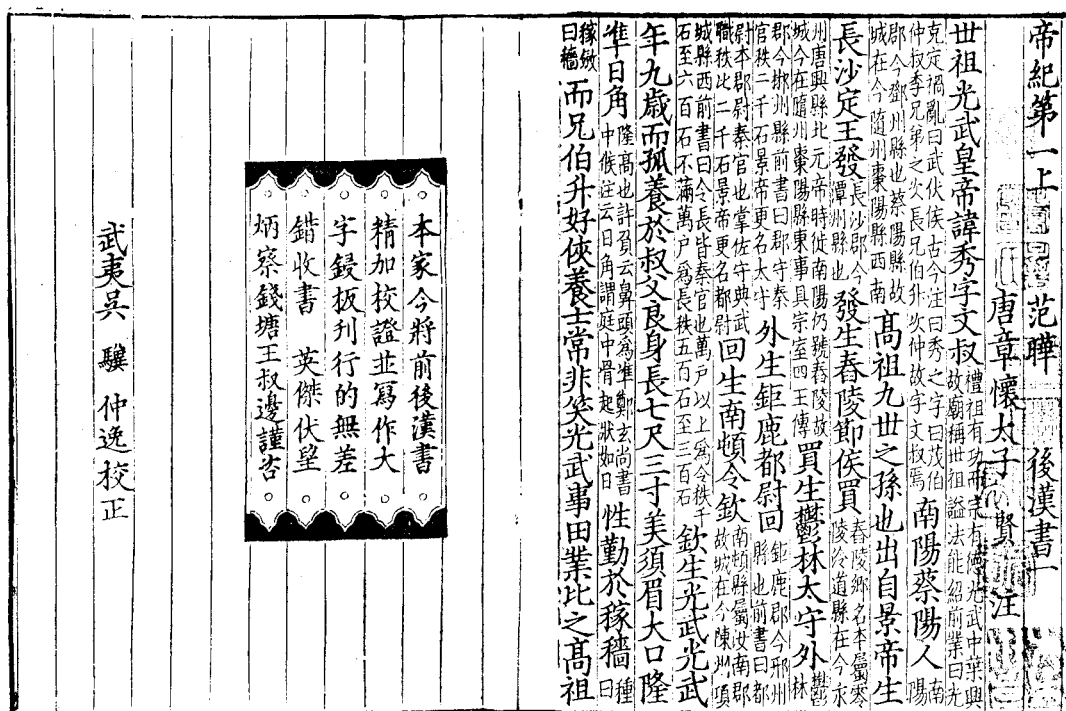 帝紀第一上 范曄 後漢書一
唐章懷太子賢注
世祖光武皇帝諱秀字文叔禮祖有功而宗有德光武中葉興故廟稱世祖謚法能紹前業曰光
克定禍亂曰武伏侯古今注曰秀之字曰茂伯仲叔季兄弟之次長兄伯升次仲故字文叔焉南陽蔡陽人南陽
郡今鄧州縣也蔡陽縣故城在今隨州棗陽縣西南高祖九世之孫也出自景帝生
長沙定王發長沙郡今潭州縣也發生舂陵節侯買舂陵鄉名本屬零陵泠道縣在今永
州唐興縣北元帝時徙南陽仍號舂陵故城今在隨州棗陽縣東事具宗室四王傳買生鬱林太守外鬱林
郡今郴州縣前書曰郡守秦官秩二千石景帝更名太守外生鉅鹿都尉回鉅鹿郡今邢州縣也前書曰都
尉本郡尉秦官也掌佐守典武職秩比二千石景帝更名都尉回生南頓令欽南頓縣屬汝南郡故城在今陳州項
城縣西前書曰令長皆秦官也萬户以上爲令秩千石至六百石不滿萬户爲長秩五百石至三百石欽生光武光武
年九歲而孤養於叔父良身長七尺三寸美須眉大口隆
準日角隆高也許負云鼻頭爲準鄭玄尚書中候注云日角謂庭中骨起狀如日性勤於稼穡種曰
稼斂曰穡而兄伯升好俠養士常非笑光武事田業比之高祖
本家今將前後漢書
精加校證並寫作大
字鋟板刊行的無差
錯收書 英傑伏望
炳察錢塘王叔邊謹咨
武夷吳 驥 仲逸校正